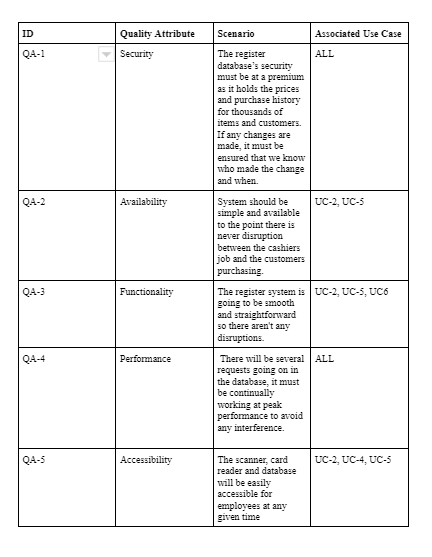 ID Quality Attribute Scenario Associated Use Case
QA-1 Security The register ALL
database's security
must be at a premium
as it holds the prices
and purchase history
for thousands of
items and customers.
If any changes are
made, it must be
ensured that we know
who made the change
and when.
QA-2 Availability System should be UC-2, UC-5
simple and available
to the point there is
never disruption
between the cashiers
job and the customers
purchasing.
QA-3 Functionality The register system is UC-2, UC-5, UC6
going to be smooth
and straightforward
so there aren't any
disruptions.
QA-4 Performance There will be several ALL
requests going on in
the database, it must
be continually
working at peak
performance to avoid
any interference.
QA-5 Accessibility The scanner, card UC-2, UC-4, UC-5
reader and database
will be easily
accessible for
employees at any
given time